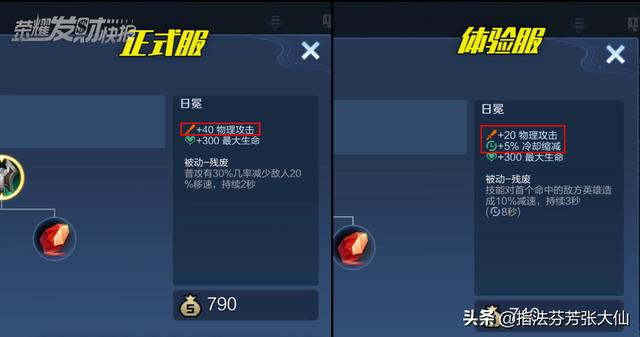 荣耀发财快报
正式服
日冕
+40 物理攻击
+300 最大生命
被动-残废
普攻有30%几率减少敌人20
%移速，持续2秒
790
体验服
日冕
+20 物理攻击
+5% 冷却缩减
+300 最大生命
被动-残废
技能对首个命中的敌方英雄造
成10%减速，持续3秒
(8秒)
头条@指法芬芳张大仙